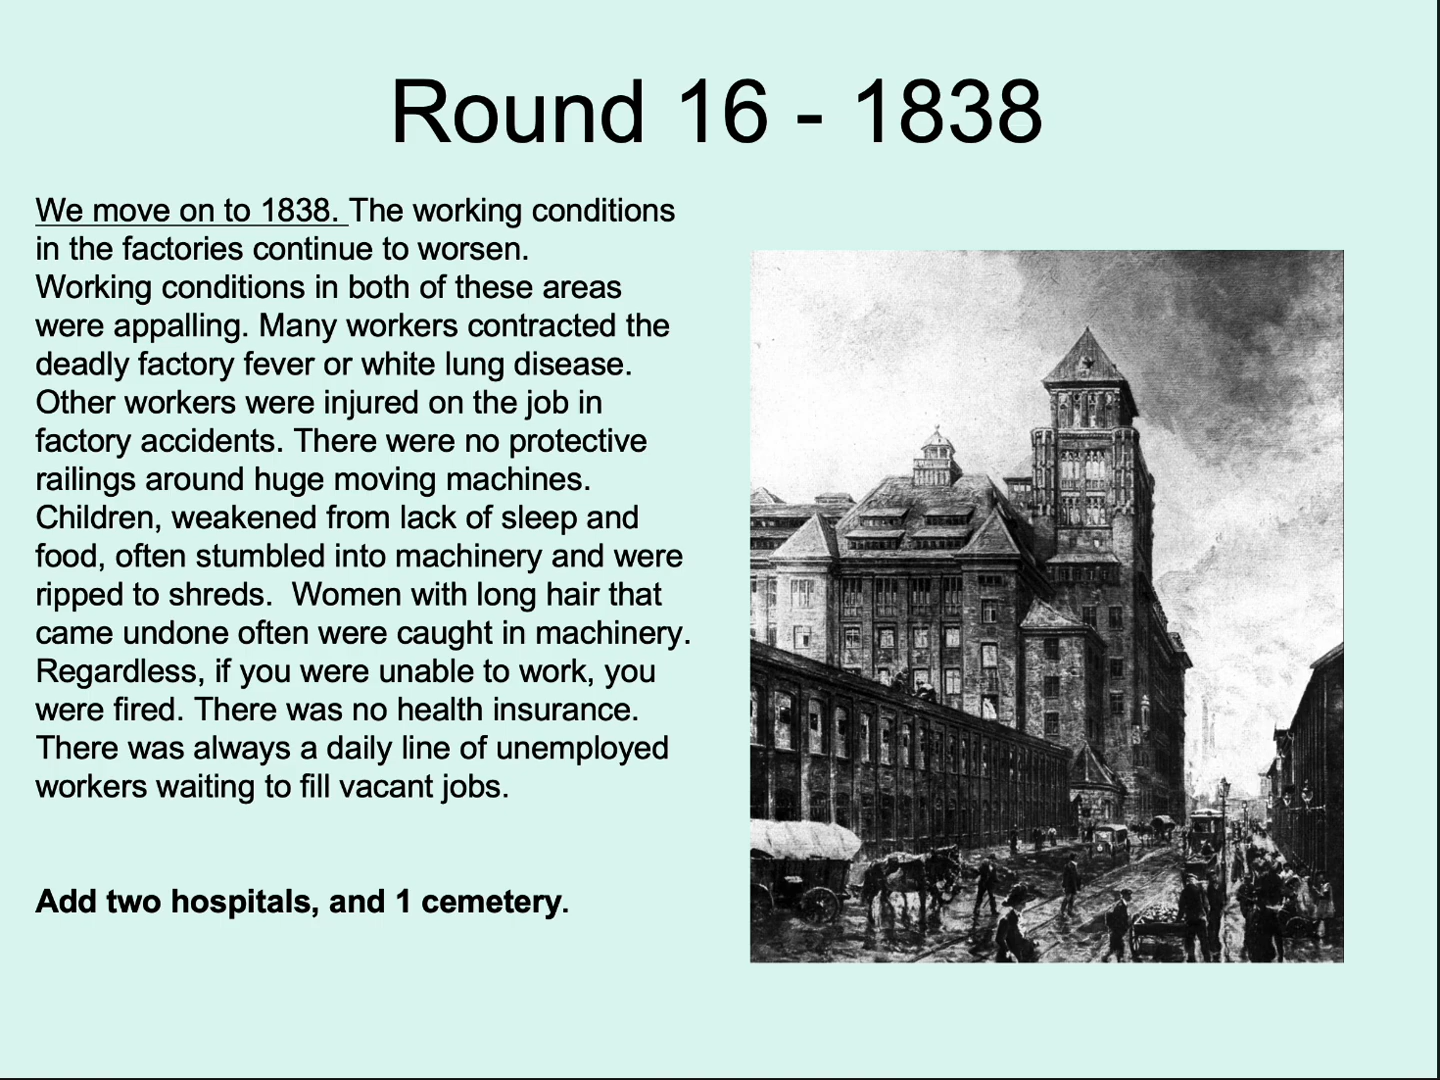 Round 16 - 1838
We move on to 1838. The working conditions
in the factories continue to worsen.
Working conditions in both of these areas
were appalling. Many workers contracted the
deadly factory fever or white lung disease.
Other workers were injured on the job in
factory accidents. There were no protective
railings around huge moving machines.
Children, weakened from lack of sleep and
food, often stumbled into machinery and were
ripped to shreds.  Women with long hair that
came undone often were caught in machinery.
Regardless, if you were unable to work, you
were fired. There was no health insurance.
There was always a daily line of unemployed
workers waiting to fill vacant jobs.
Add two hospitals, and 1 cemetery.